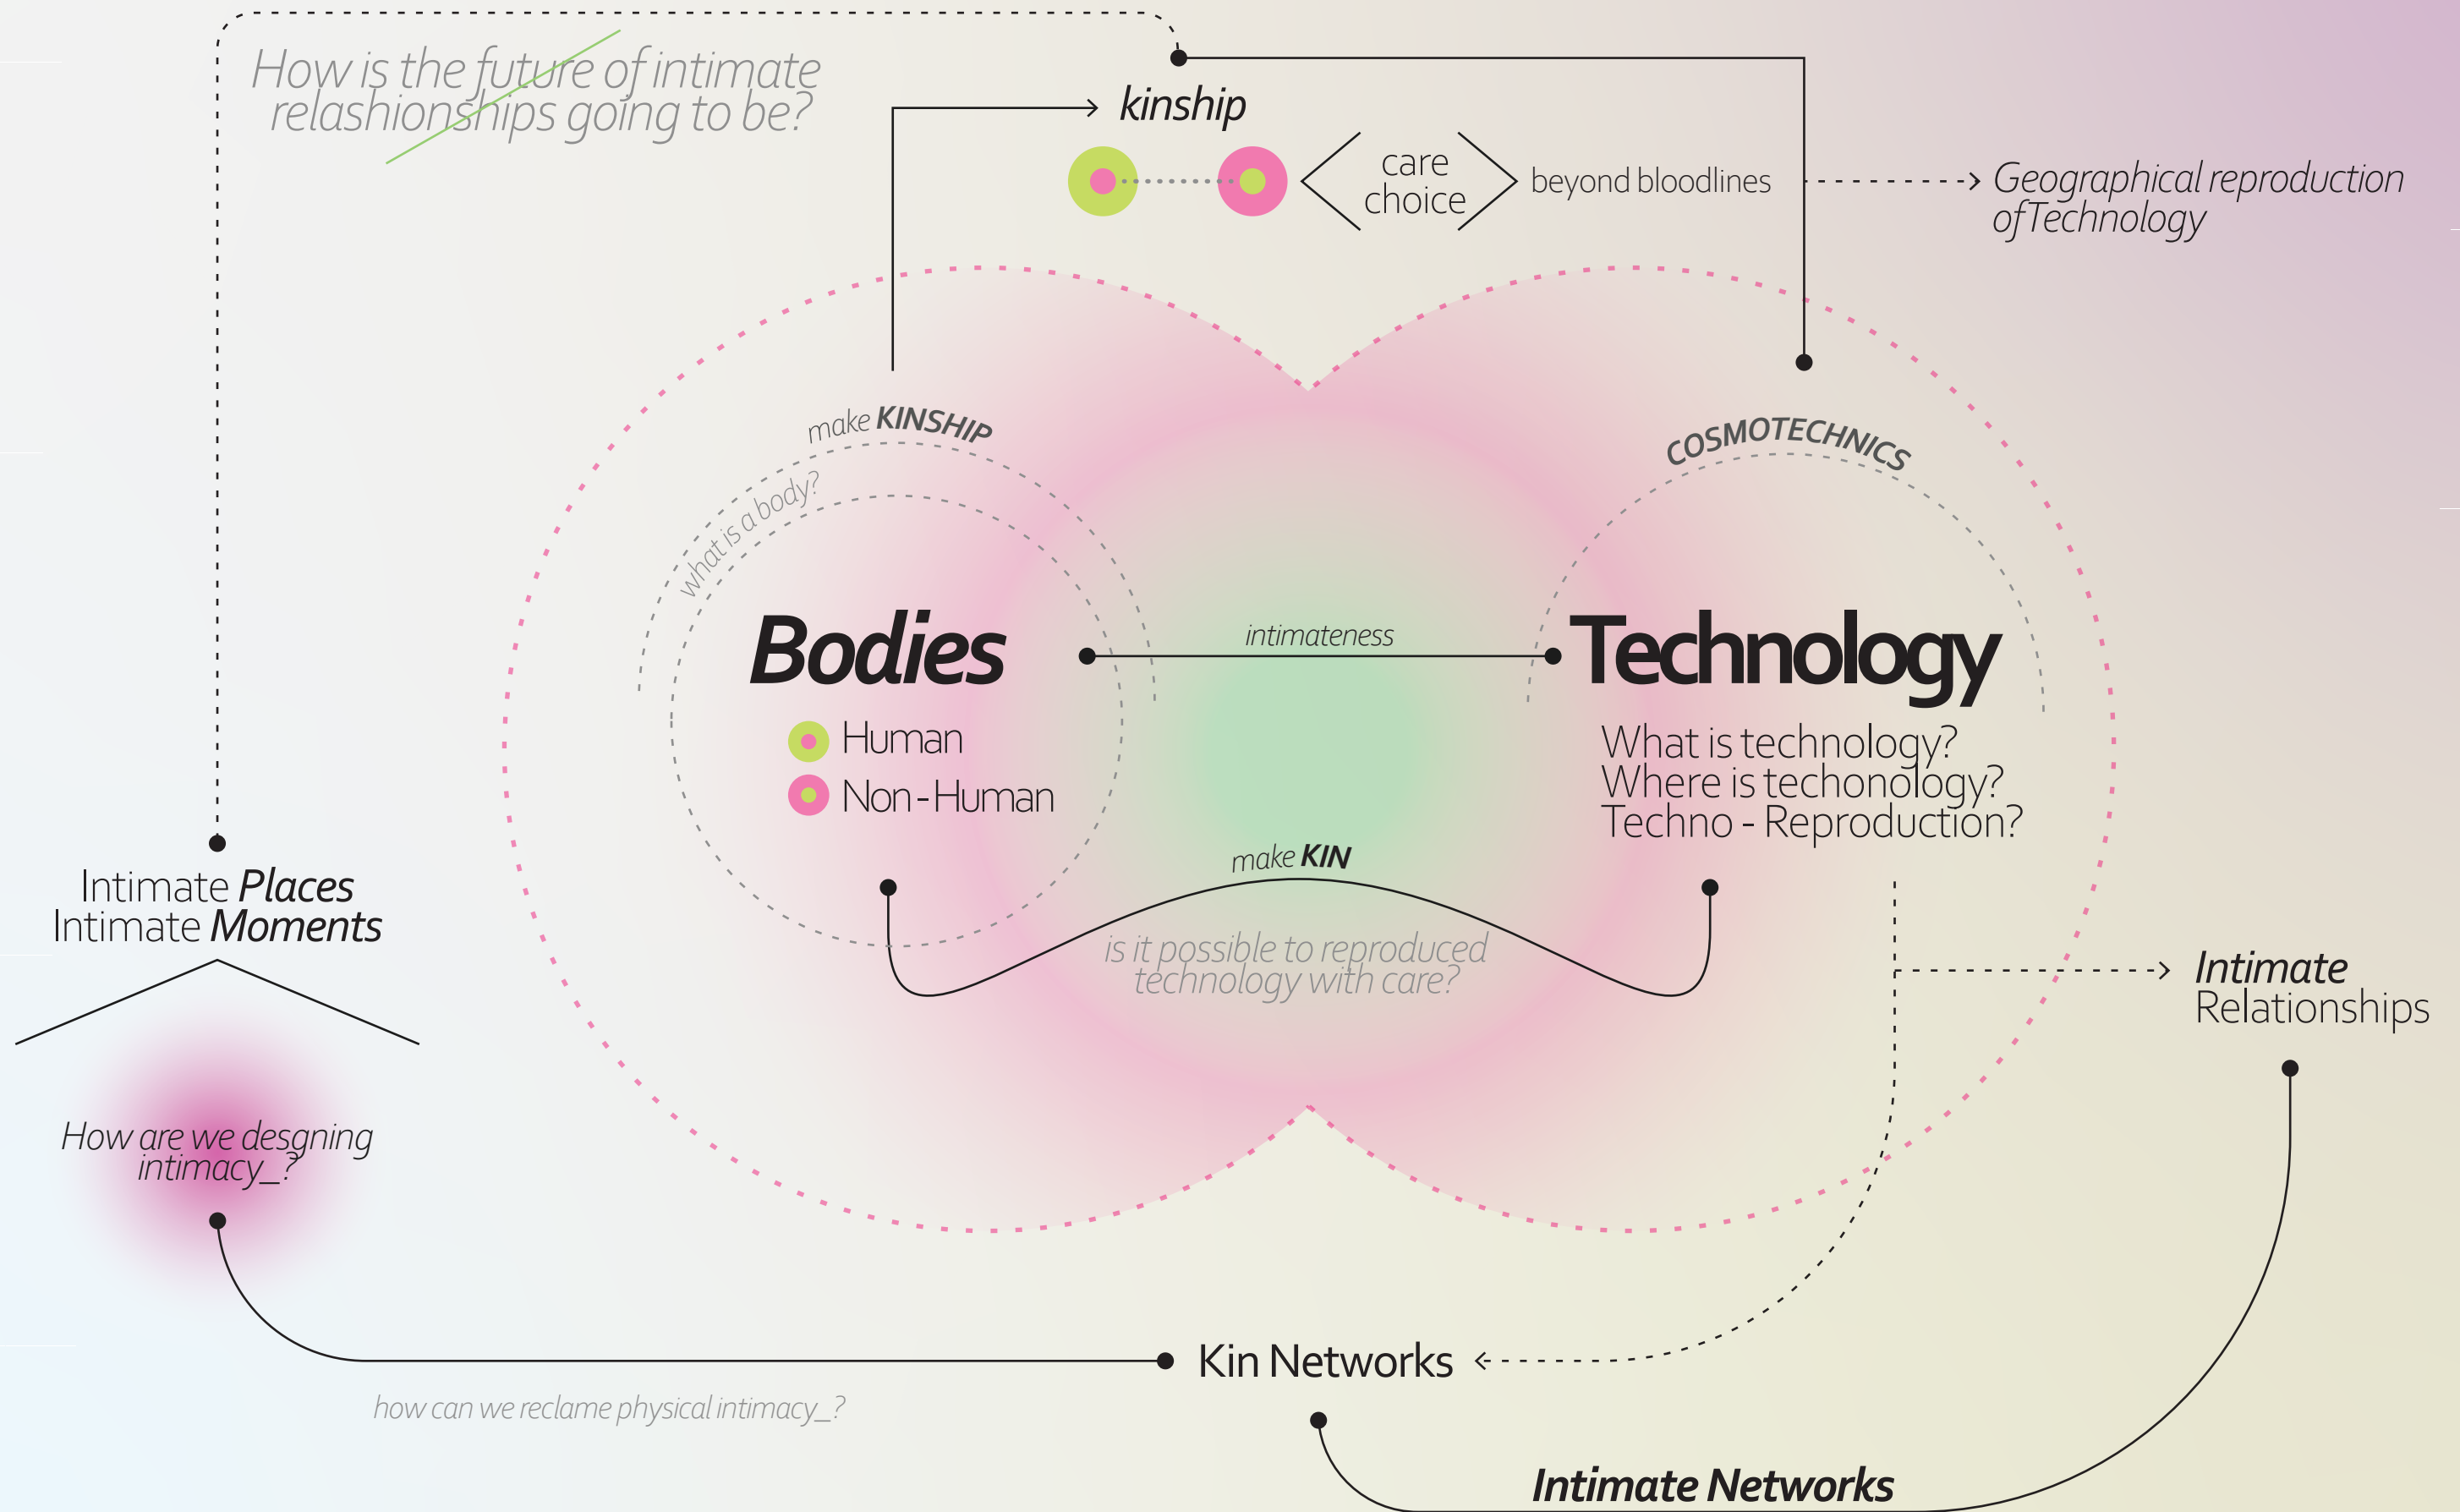 How is the future of intimate
relashionships going to be?
kinship
care
choice
beyond bloodlines
Geographical reproduction
ofTechnology
make KINSHIP
what is a body?
COSMOTECHNICS
Bodies
intimateness
Technology
Human
Non-Human
What is technology?
Where is techonology?
Techno - Reproduction?
make KIN
is it possible to reproduced
technology with care?
Intimate Places
Intimate Moments
How are we desgning
intimacy_?
Intimate
Relationships
Kin Networks
how can we reclame physical intimacy_?
Intimate Networks